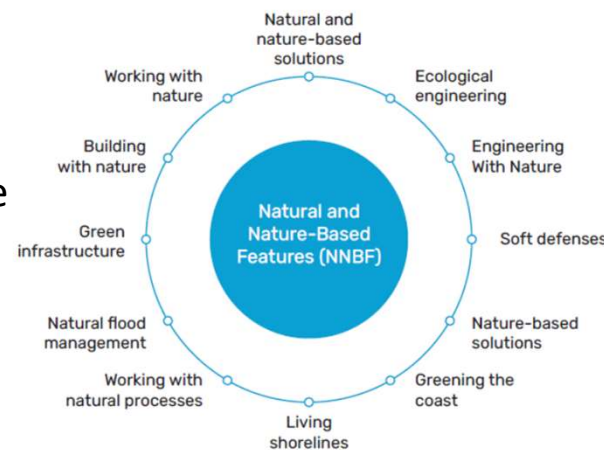 Natural and
nature-based
solutions
Ecological
engineering
Engineering
With Nature
Soft defenses
Nature-based
solutions
Greening the
coast
Living
shorelines
Working with
natural processes
Natural flood
management
Green
infrastructure
Building
with nature
Working with
nature
Natural and
Nature-Based
Features (NNBF)
e